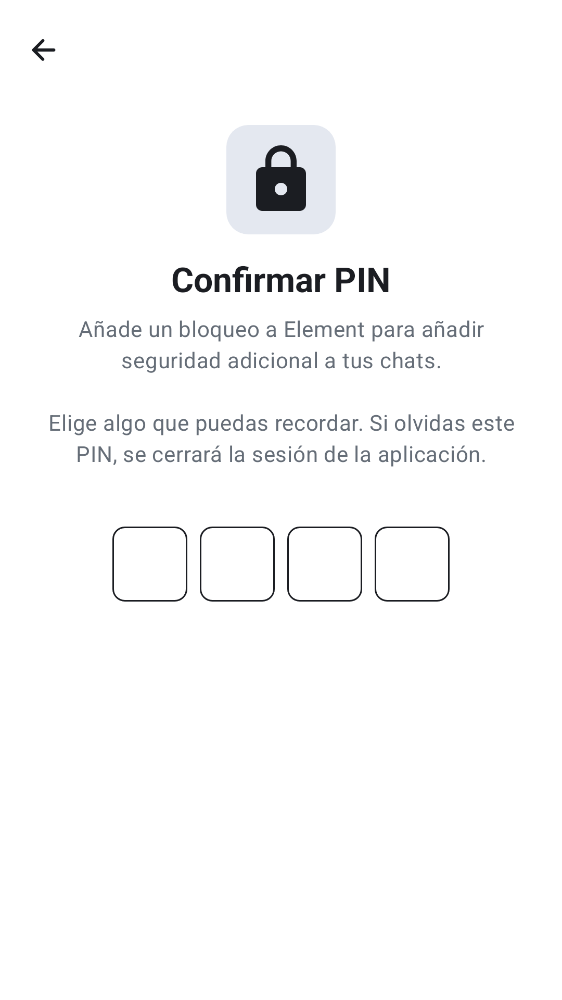 Confirmar PIN
Añade un bloqueo a Element para añadir
seguridad adicional a tus chats.
Elige algo que puedas recordar. Si olvidas este
PIN, se cerrará la sesión de la aplicación.